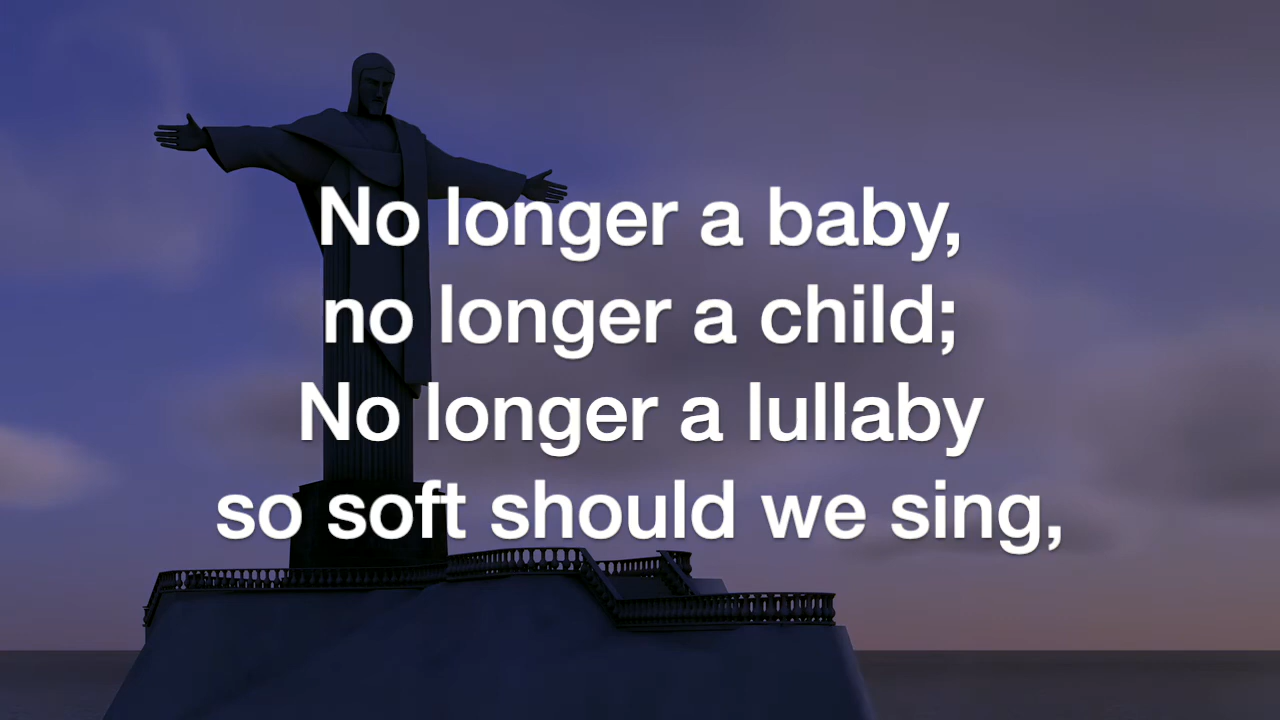 No longer a baby,
no longer a child;
No longer a lullaby
so soft should we sing,